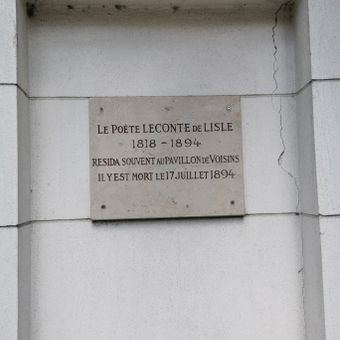 LE POÈTE LECONTE DE LISLE
1818 - 1894
RESIDA SOUVENT AU PAVILLON DE VOISINS
IL Y EST MORT LE 17 JUILLET 1894